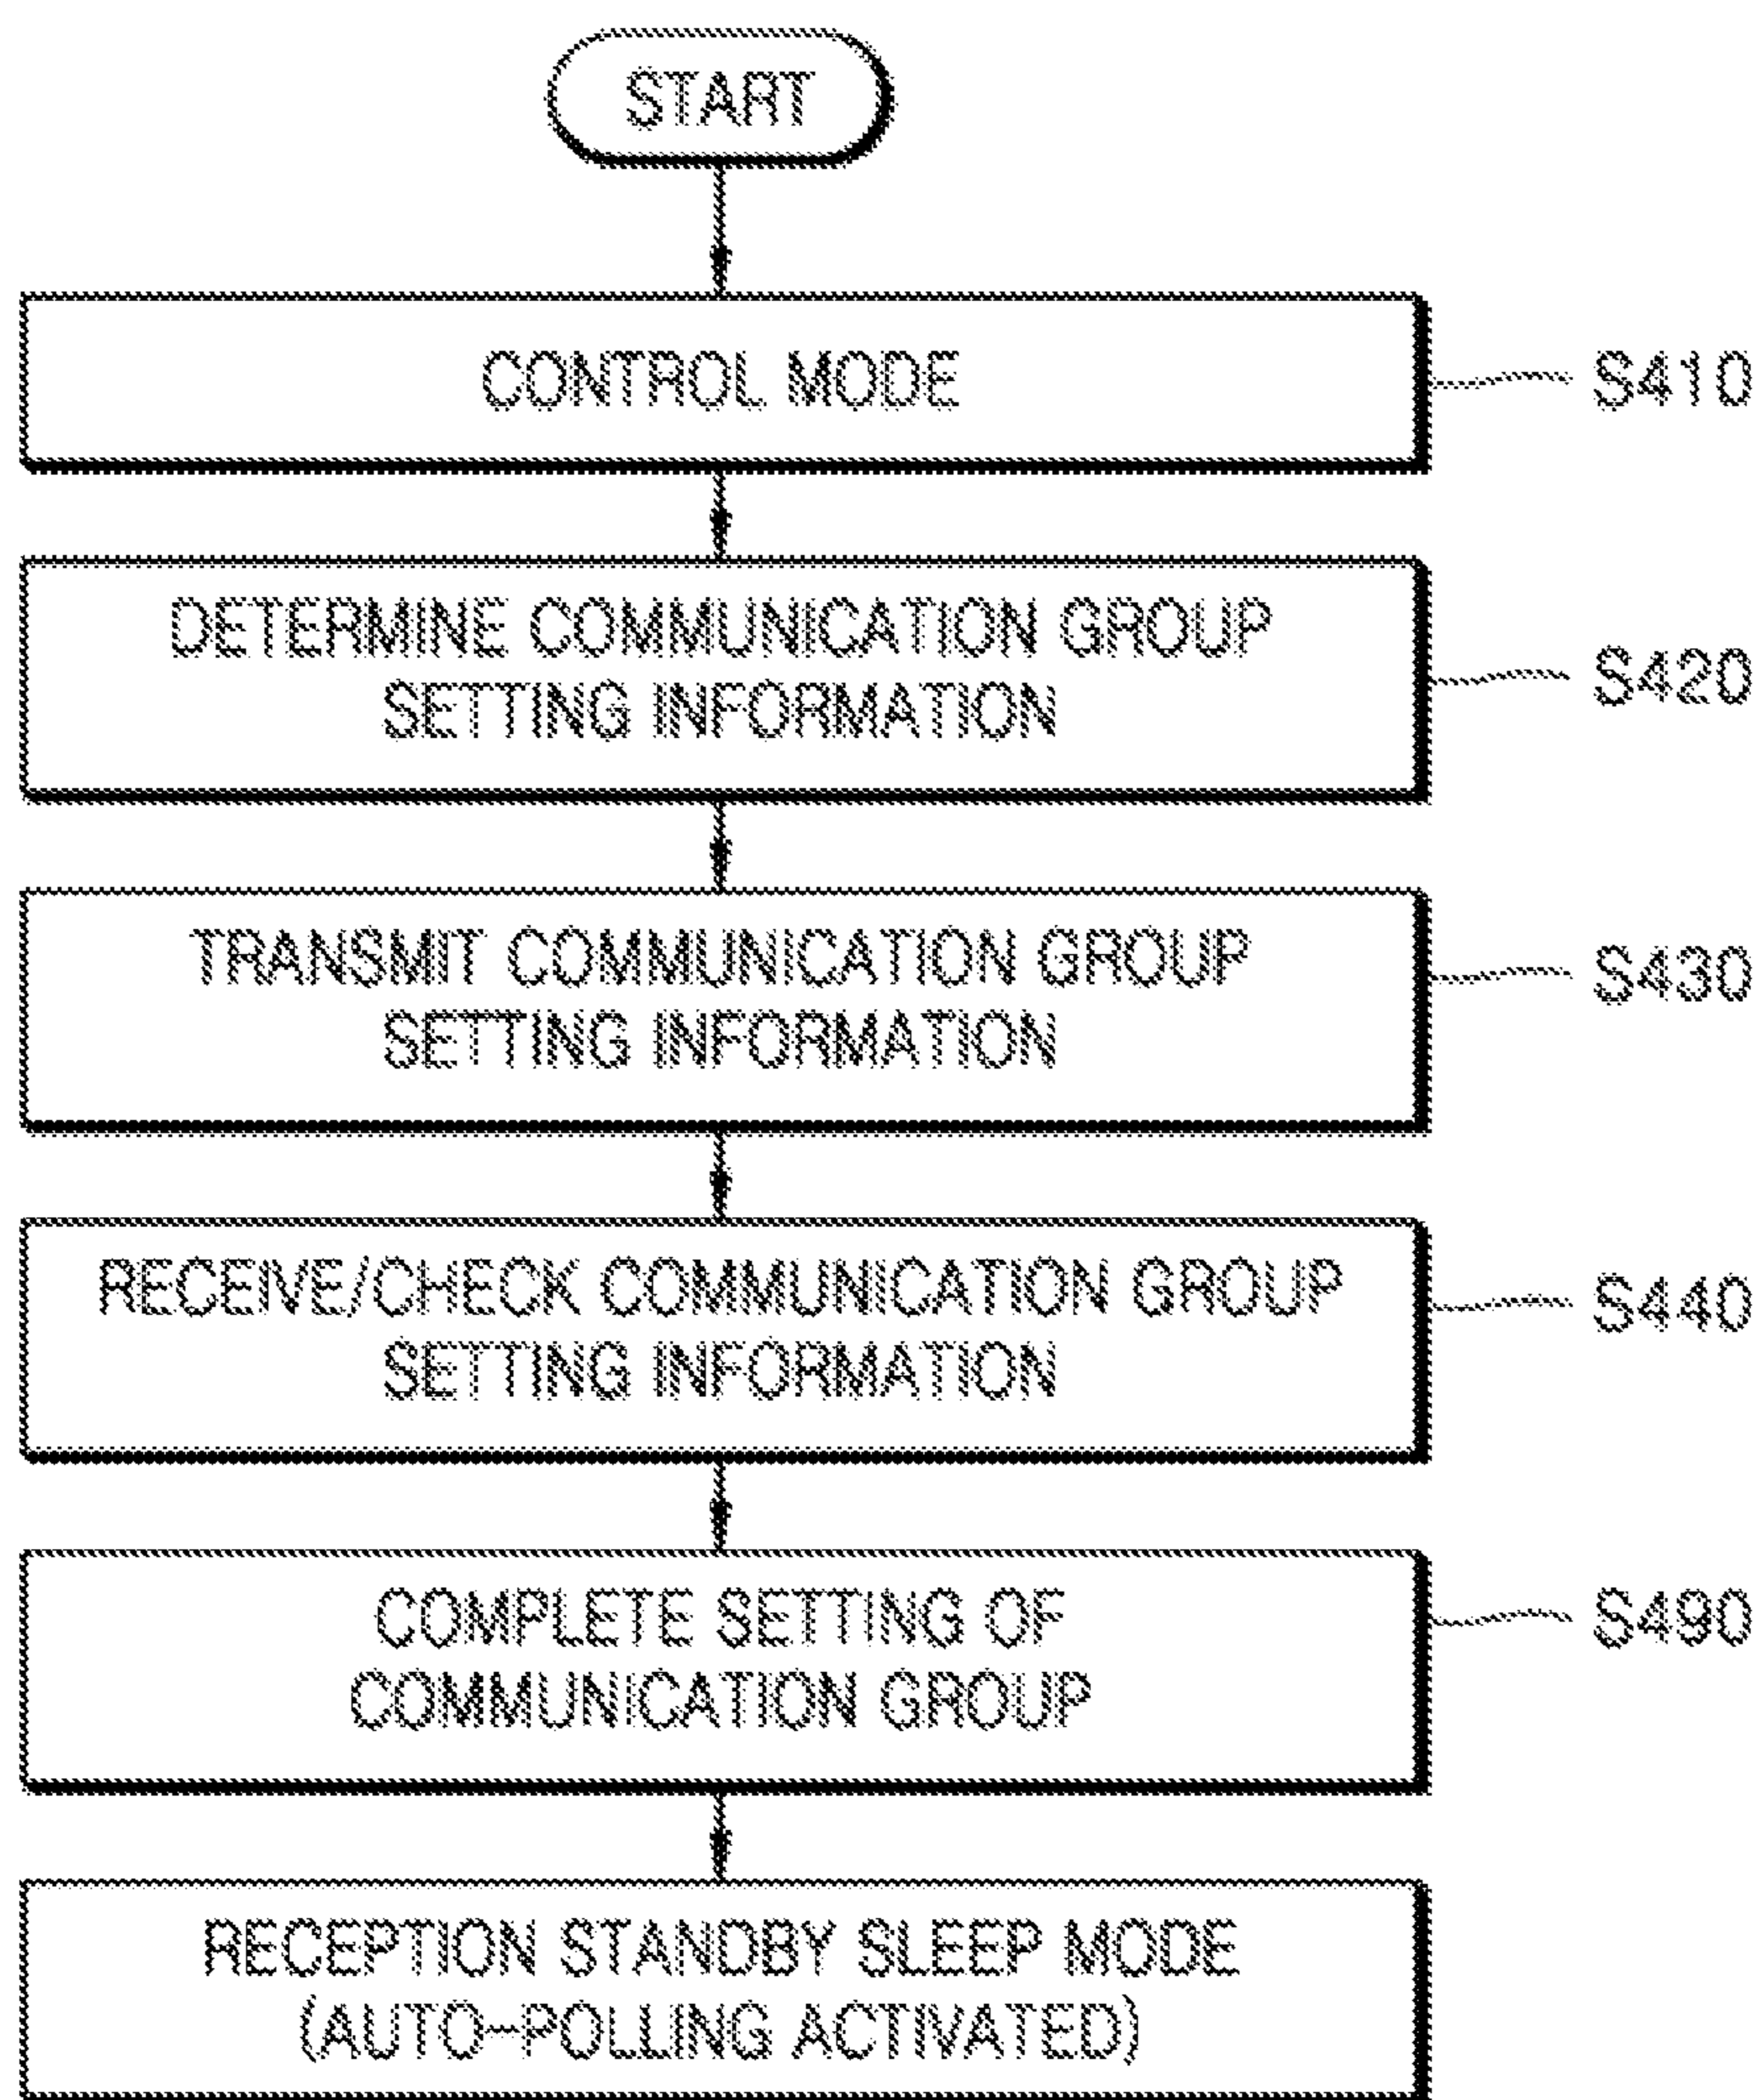 START
CONTROL MODE
S410
DETERMINE COMMUNICATION GROUP
SETTING INFORMATION
S420
TRANSMIT COMMUNICATION GROUP
SETTING INFORMATION
S430
RECEIVE/CHECK COMMUNICATION GROUP
SETTING INFORMATION
S440
COMPLETE SETTING OF
COMMUNICATION GROUP
S490
RECEPTION STANDBY SLEEP MODE
(AUTO-POLLING ACTIVATED)